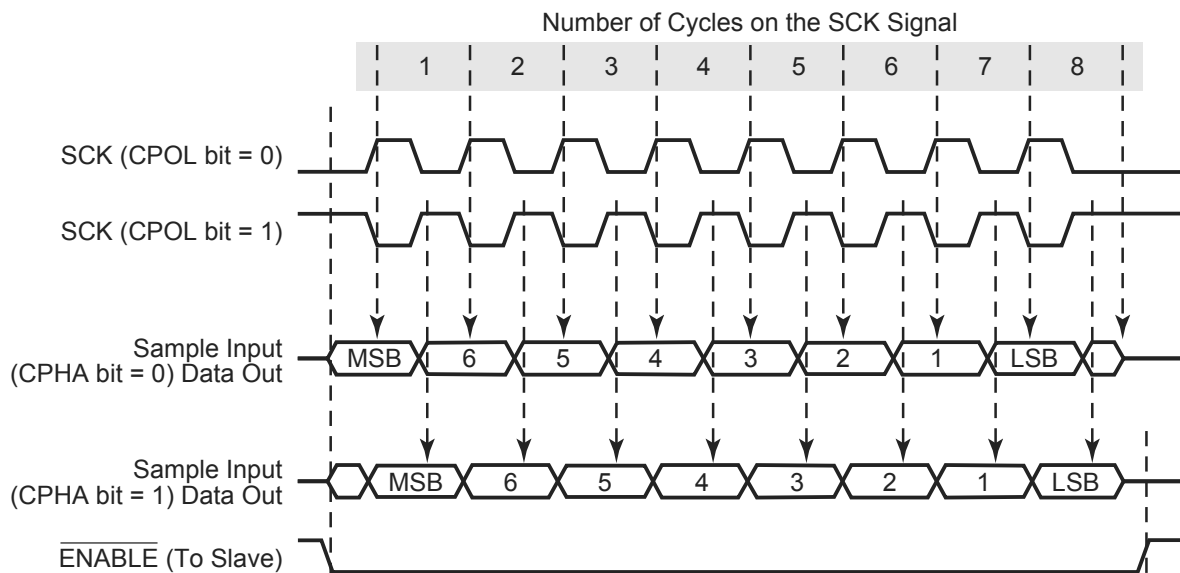 Number of Cycles on the SCK Signal
1 2 3 4 5 6 7 8
SCK (CPOL bit = 0)
SCK (CPOL bit = 1)
Sample Input
(CPHA bit = 0) Data Out
MSB 6 5 4 3 2 1 LSB
Sample Input
(CPHA bit = 1) Data Out
MSB 6 5 4 3 2 1 LSB
ENABLE (To Slave)